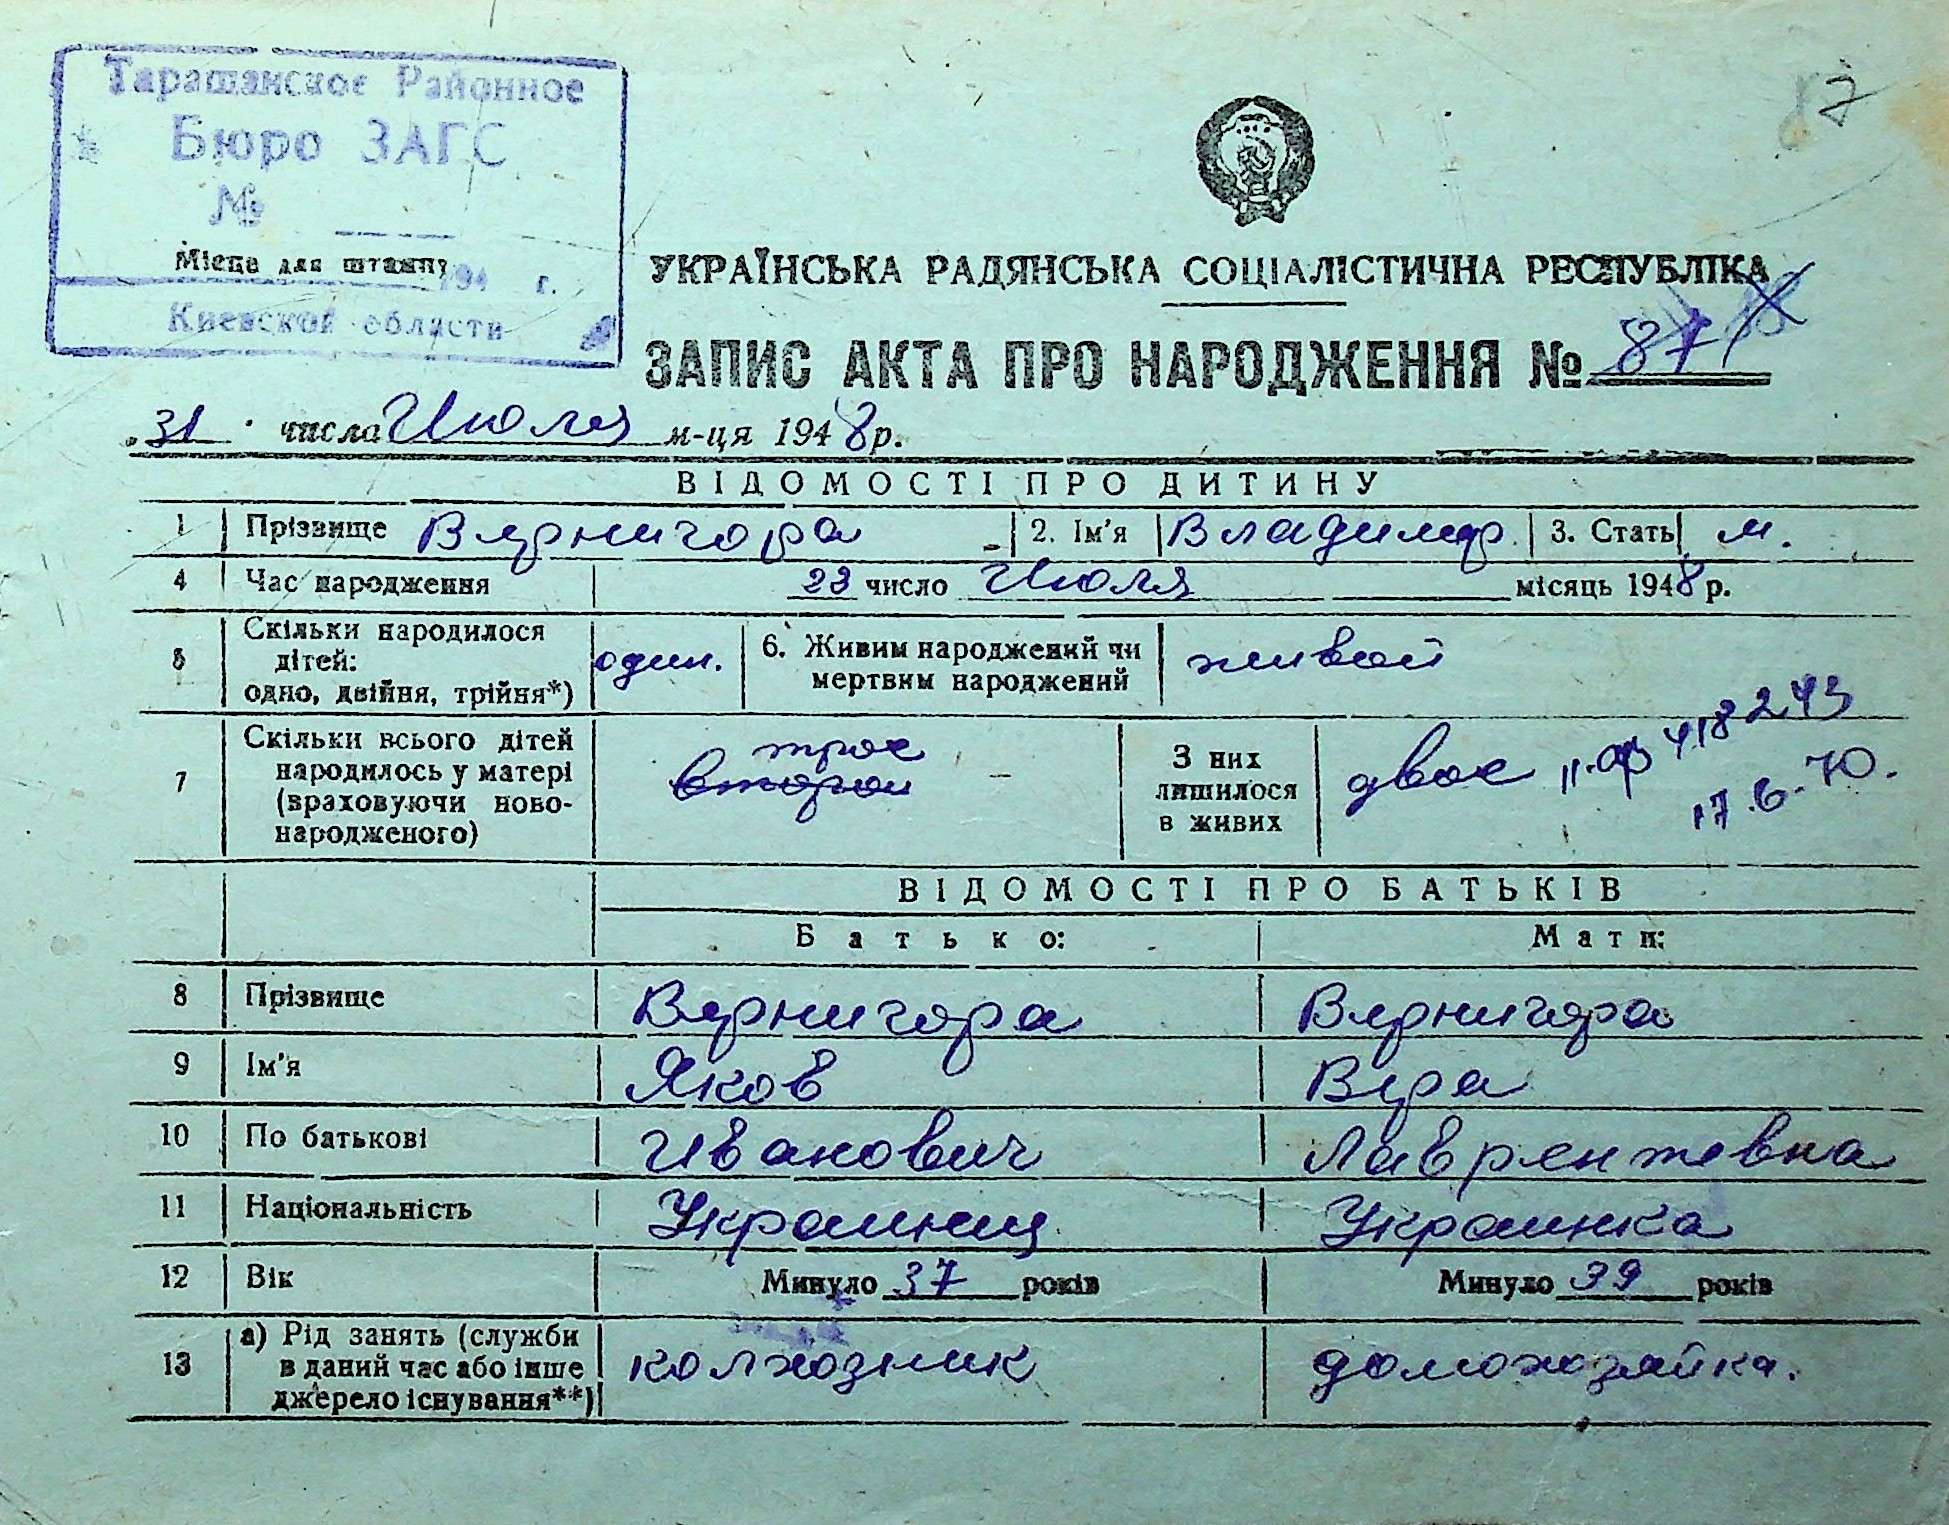 Таращанское Районное
Бюро ЗАГС
№
Місце для штампу
194 г.
Киевской области
УКРАЇНСЬКА РАДЯНСЬКА СОЦІАЛІСТИЧНА РЕСПУБЛІКА
ЗАПИС АКТА ПРО НАРОДЖЕННЯ № 87
31 числа Июля м-ця 1948 р.
ВІДОМОСТІ ПРО ДИТИНУ
1 Прізвище Вернигора 2. Ім'я Владимир 3. Стать м.
4 Час народження 23 число Июля місяць 1948 р.
5 Скільки народилося дітей: одно, двійня, трійня*) один. 6. Живим народжений чи мертвим народжений живой
7 Скільки всього дітей народилось у матері (враховуючи новонародженого) трое второй З них лишилося в живих двое
418243
17.6.70.
ВІДОМОСТІ ПРО БАТЬКІВ
Батько: Мати:
8 Прізвище Вернигора Вернигора
9 Ім'я Яков Вера
10 По батькові Иванович Лаврентевна
11 Національність Украинец Украинка
12 Вік Минуло 37 років Минуло 39 років
13 а) Рід занять (служби в даний час або інше джерело існування**) колхозник домохозяйка.